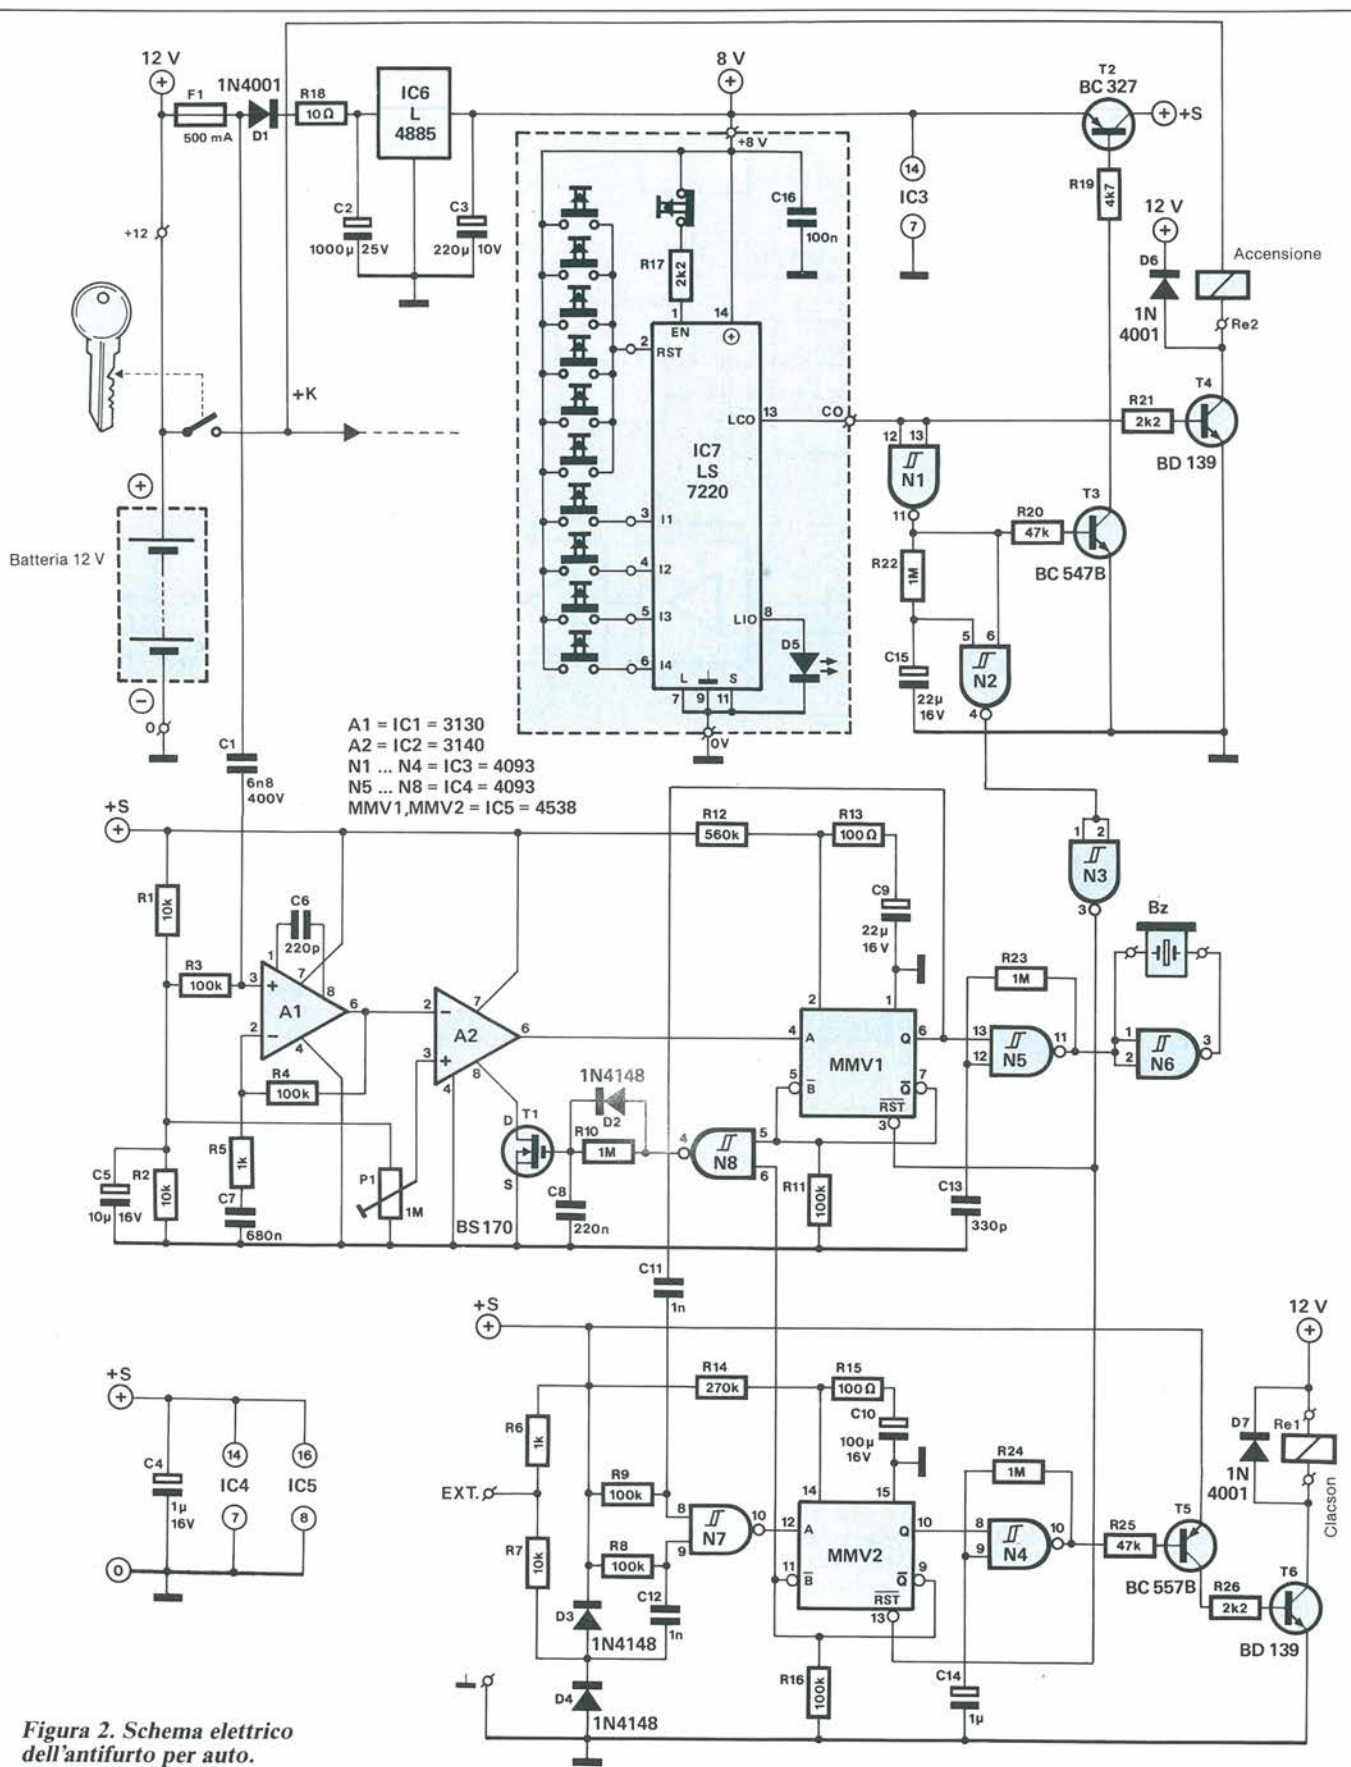 12 V
F1
500 mA
1N4001
D1
R18
10Ω
IC6
L
4885
8 V
+8 V
T2
BC 327
+S
C2
1000µ 25V
C3
220µ 10V
+12
R17
2k2
C16
100n
14
IC3
7
R19
4k7
12 V
D6
1N
4001
Accensione
Re2
+K
1
EN
14
2
RST
LCO
13
CO
IC7
LS
7220
3
I1
4
I2
5
I3
6
I4
LIO
8
D5
L
S
7
9
11
0V
12
13
N1
11
R21
2k2
T4
BD 139
R20
47k
T3
BC 547B
R22
1M
C15
22µ
16V
5
6
N2
4
Batteria 12 V
0
A1 = IC1 = 3130
A2 = IC2 = 3140
N1 ... N4 = IC3 = 4093
N5 ... N8 = IC4 = 4093
MMV1,MMV2 = IC5 = 4538
C1
6n8
400V
+S
R1
10k
R3
100k
C6
220p
1
7
8
3
2
A1
4
6
R4
100k
R5
1k
C7
680n
C5
10µ 16V
R2
10k
P1
1M
2
3
A2
7
6
4
8
D
T1
S
BS170
1N4148
D2
R10
1M
C8
220n
4
N8
5
6
R11
100k
R12
560k
R13
100Ω
C9
22µ
16V
2
1
4
A
Q
6
5
B
MMV1
Q
7
RST
3
R23
1M
13
12
N5
11
C13
330p
1
2
N3
3
Bz
1
2
N6
3
C11
1n
+S
R6
1k
EXT.
R7
10k
R9
100k
R8
100k
C12
1n
D3
1N4148
D4
1N4148
8
9
N7
10
R14
270k
R15
100Ω
C10
100µ
16V
14
15
12
A
Q
10
11
B
MMV2
Q
9
RST
13
R16
100k
R24
1M
8
9
N4
10
C14
1µ
R25
47k
T5
BC 557B
R26
2k2
T6
BD 139
12 V
D7
1N
4001
Re1
Clacson
+S
C4
1µ
16V
14
IC4
7
16
IC5
8
0
Figura 2. Schema elettrico
dell'antifurto per auto.